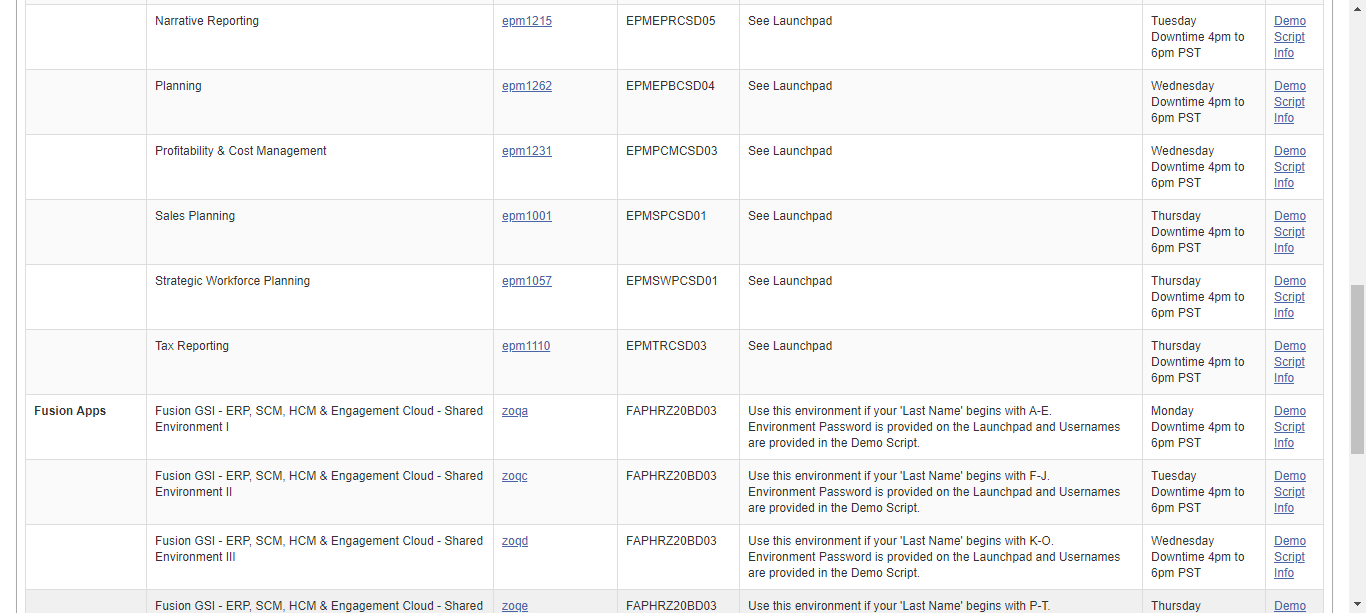 Narrative Reporting
epm1215
EPMEPRCSD05
See Launchpad
Tuesday
Downtime 4pm to
6pm PST
Demo
Script
Info
Planning
epm1262
EPMEPBCSD04
See Launchpad
Wednesday
Downtime 4pm to
6pm PST
Demo
Script
Info
Profitability & Cost Management
epm1231
EPMPCMCSD03
See Launchpad
Wednesday
Downtime 4pm to
6pm PST
Demo
Script
Info
Sales Planning
epm1001
EPMSPCSD01
See Launchpad
Thursday
Downtime 4pm to
6pm PST
Demo
Script
Info
Strategic Workforce Planning
epm1057
EPMSWPCSD01
See Launchpad
Thursday
Downtime 4pm to
6pm PST
Demo
Script
Info
Tax Reporting
epm1110
EPMTRCSD03
See Launchpad
Thursday
Downtime 4pm to
6pm PST
Demo
Script
Info
Fusion Apps
Fusion GSI - ERP, SCM, HCM & Engagement Cloud - Shared
Environment I
zoqa
FAPHRZ20BD03
Use this environment if your 'Last Name' begins with A-E.
Environment Password is provided on the Launchpad and Usernames
are provided in the Demo Script.
Monday
Downtime 4pm to
6pm PST
Demo
Script
Info
Fusion GSI - ERP, SCM, HCM & Engagement Cloud - Shared
Environment II
zoqc
FAPHRZ20BD03
Use this environment if your 'Last Name' begins with F-J.
Environment Password is provided on the Launchpad and Usernames
are provided in the Demo Script.
Tuesday
Downtime 4pm to
6pm PST
Demo
Script
Info
Fusion GSI - ERP, SCM, HCM & Engagement Cloud - Shared
Environment III
zoqd
FAPHRZ20BD03
Use this environment if your 'Last Name' begins with K-O.
Environment Password is provided on the Launchpad and Usernames
are provided in the Demo Script.
Wednesday
Downtime 4pm to
6pm PST
Demo
Script
Info
Fusion GSI - ERP, SCM, HCM & Engagement Cloud - Shared
zoqe
FAPHRZ20BD03
Use this environment if your 'Last Name' begins with P-T.
Thursday
Demo